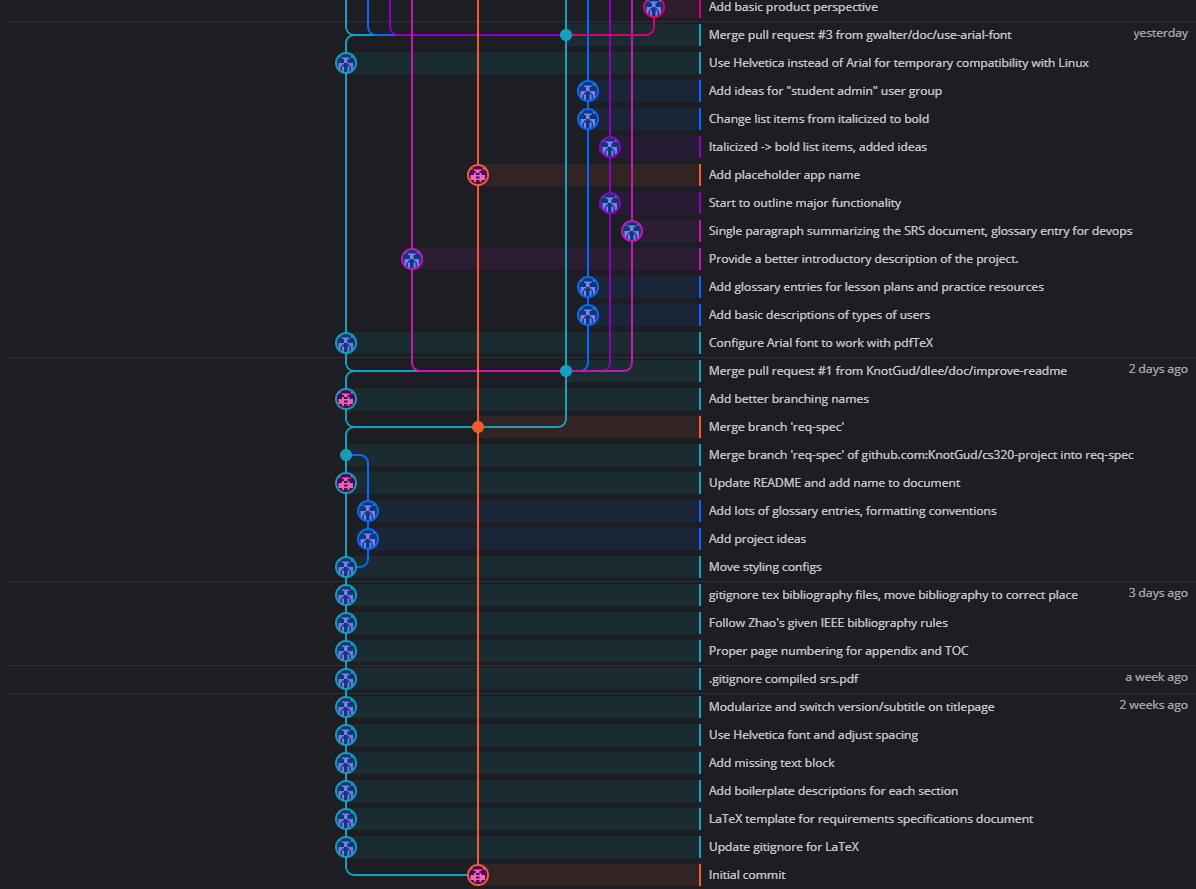 Add basic product perspective
Merge pull request #3 from gwalter/doc/use-arial-font yesterday
Use Helvetica instead of Arial for temporary compatibility with Linux
Add ideas for "student admin" user group
Change list items from italicized to bold
Italicized -> bold list items, added ideas
Add placeholder app name
Start to outline major functionality
Single paragraph summarizing the SRS document, glossary entry for devops
Provide a better introductory description of the project.
Add glossary entries for lesson plans and practice resources
Add basic descriptions of types of users
Configure Arial font to work with pdfTeX
Merge pull request #1 from KnotGud/dlee/doc/improve-readme 2 days ago
Add better branching names
Merge branch 'req-spec'
Merge branch 'req-spec' of github.com:KnotGud/cs320-project into req-spec
Update README and add name to document
Add lots of glossary entries, formatting conventions
Add project ideas
Move styling configs
gitignore tex bibliography files, move bibliography to correct place 3 days ago
Follow Zhao's given IEEE bibliography rules
Proper page numbering for appendix and TOC
.gitignore compiled srs.pdf a week ago
Modularize and switch version/subtitle on titlepage 2 weeks ago
Use Helvetica font and adjust spacing
Add missing text block
Add boilerplate descriptions for each section
LaTeX template for requirements specifications document
Update gitignore for LaTeX
Initial commit